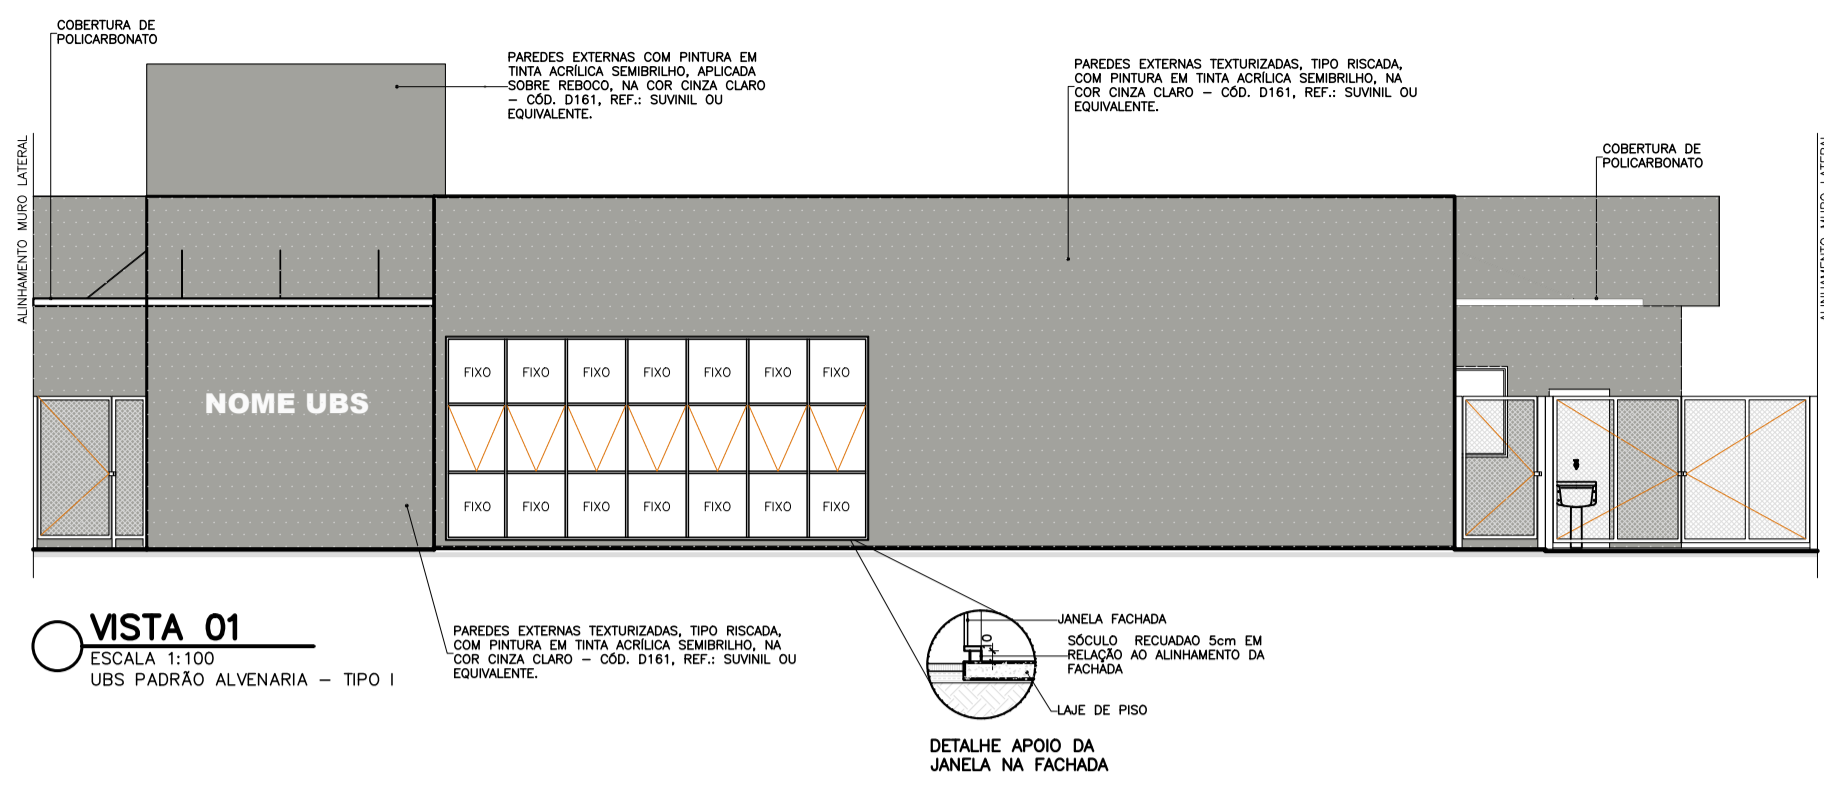 COBERTURA DE
POLICARBONATO
PAREDES EXTERNAS COM PINTURA EM
TINTA ACRÍLICA SEMIBRILHO, APLICADA
SOBRE REBOCO, NA COR CINZA CLARO
– CÓD. D161, REF.: SUVINIL OU
EQUIVALENTE.
PAREDES EXTERNAS TEXTURIZADAS, TIPO RISCADA,
COM PINTURA EM TINTA ACRÍLICA SEMIBRILHO, NA
COR CINZA CLARO – CÓD. D161, REF.: SUVINIL OU
EQUIVALENTE.
COBERTURA DE
POLICARBONATO
ALINHAMENTO MURO LATERAL
ALINHAMENTO MURO LATERAL
NOME UBS
FIXO FIXO FIXO FIXO FIXO FIXO FIXO
FIXO FIXO FIXO FIXO FIXO FIXO FIXO
VISTA 01
ESCALA 1:100
UBS PADRÃO ALVENARIA – TIPO I
PAREDES EXTERNAS TEXTURIZADAS, TIPO RISCADA,
COM PINTURA EM TINTA ACRÍLICA SEMIBRILHO, NA
COR CINZA CLARO – CÓD. D161, REF.: SUVINIL OU
EQUIVALENTE.
10
JANELA FACHADA
SÓCULO RECUADAO 5cm EM
RELAÇÃO AO ALINHAMENTO DA
FACHADA
LAJE DE PISO
DETALHE APOIO DA
JANELA NA FACHADA